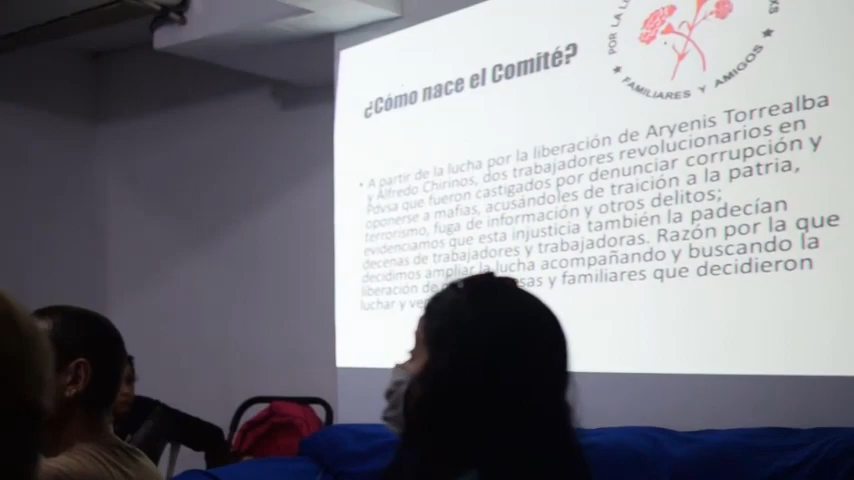 ¿Cómo nace el Comité?
POR LA
★ FAMILIARES Y AMIGOS ★
• A partir de la lucha por la liberación de Aryenis Torrealba
y Alfredo Chirinos, dos trabajadores revolucionarios en
Pdvsa que fueron castigados por denunciar corrupción y
oponerse a mafias, acusándoles de traición a la patria,
terrorismo, fuga de información y otros delitos;
evidenciamos que esta injusticia también la padecían
decenas de trabajadores y trabajadoras. Razón por la que
decidimos ampliar la lucha acompañando y buscando la
liberación de y familiares que decidieron
luchar y